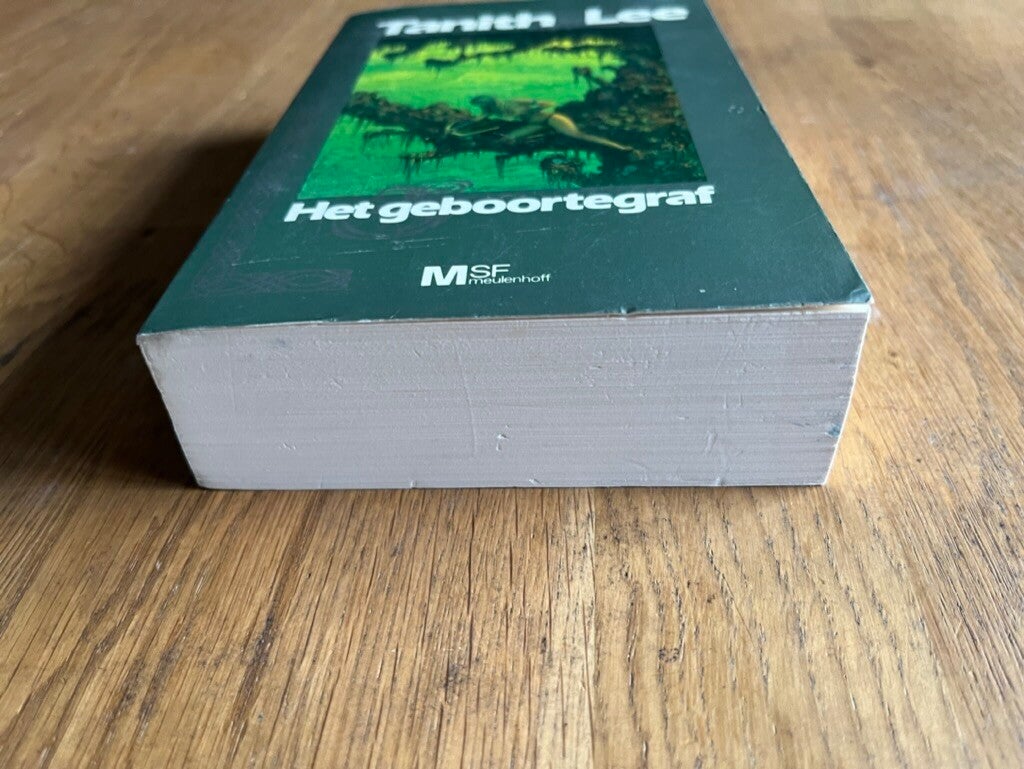 Tanith Lee
Het geboortegraf
MSF
meulenhoff